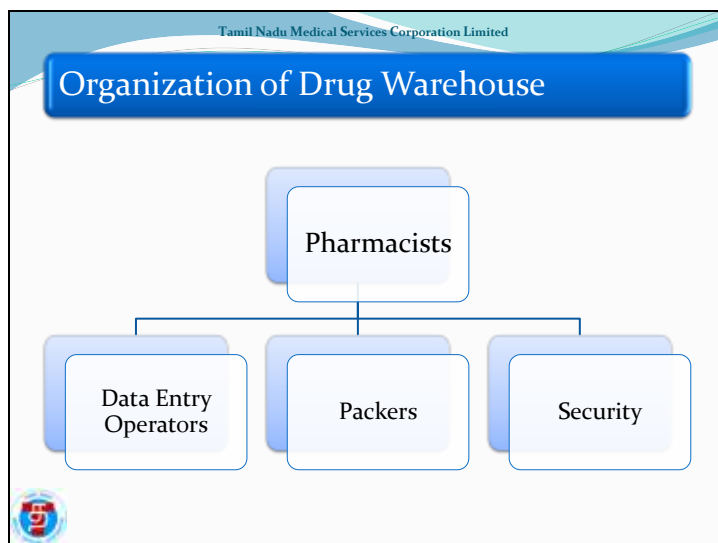 Tamil Nadu Medical Services Corporation Limited
Organization of Drug Warehouse
Pharmacists
Data Entry
Operators
Packers
Security